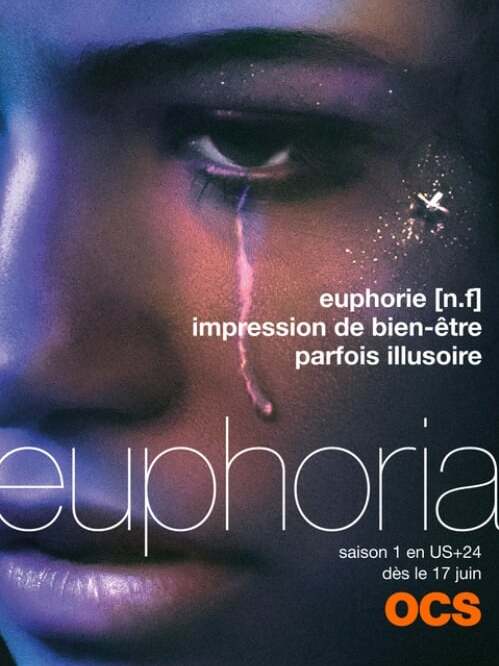 euphorie [n.f]
impression de bien-être
parfois illusoire
euphoria
saison 1 en US+24
dès le 17 juin
OCS